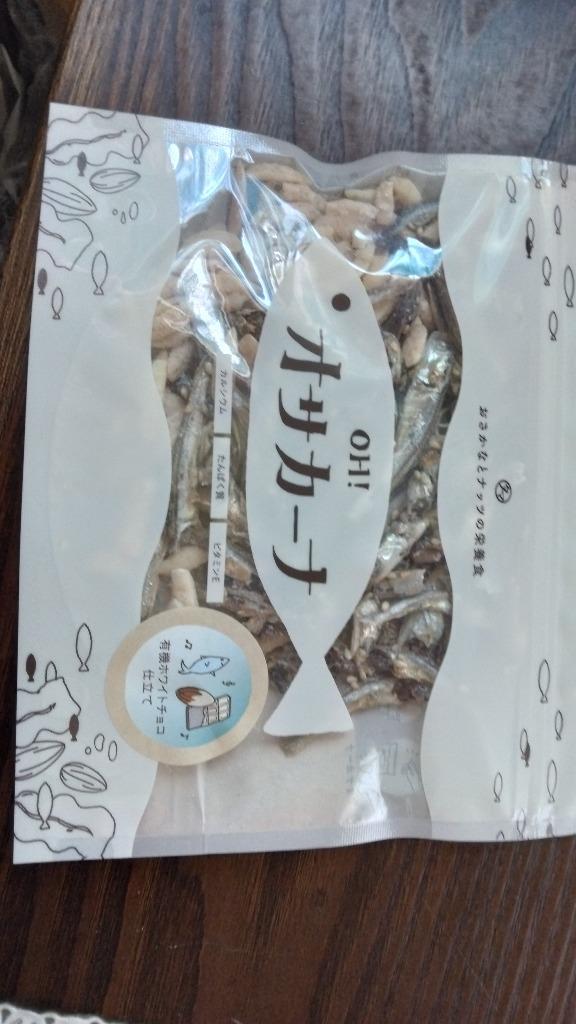 おさかなとナッツの栄養食
OH!
オサカーナ
カルシウム
たんぱく質
ビタミンE
有機ホワイトチョコ
仕立て